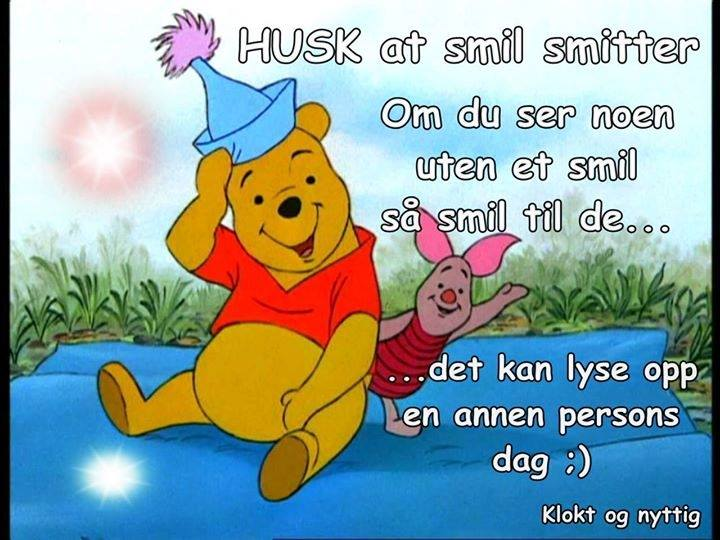 HUSK at smil smitter
Om du ser noen
uten et smil
så smil til de...
...det kan lyse opp
en annen persons
dag ;)
Klokt og nyttig